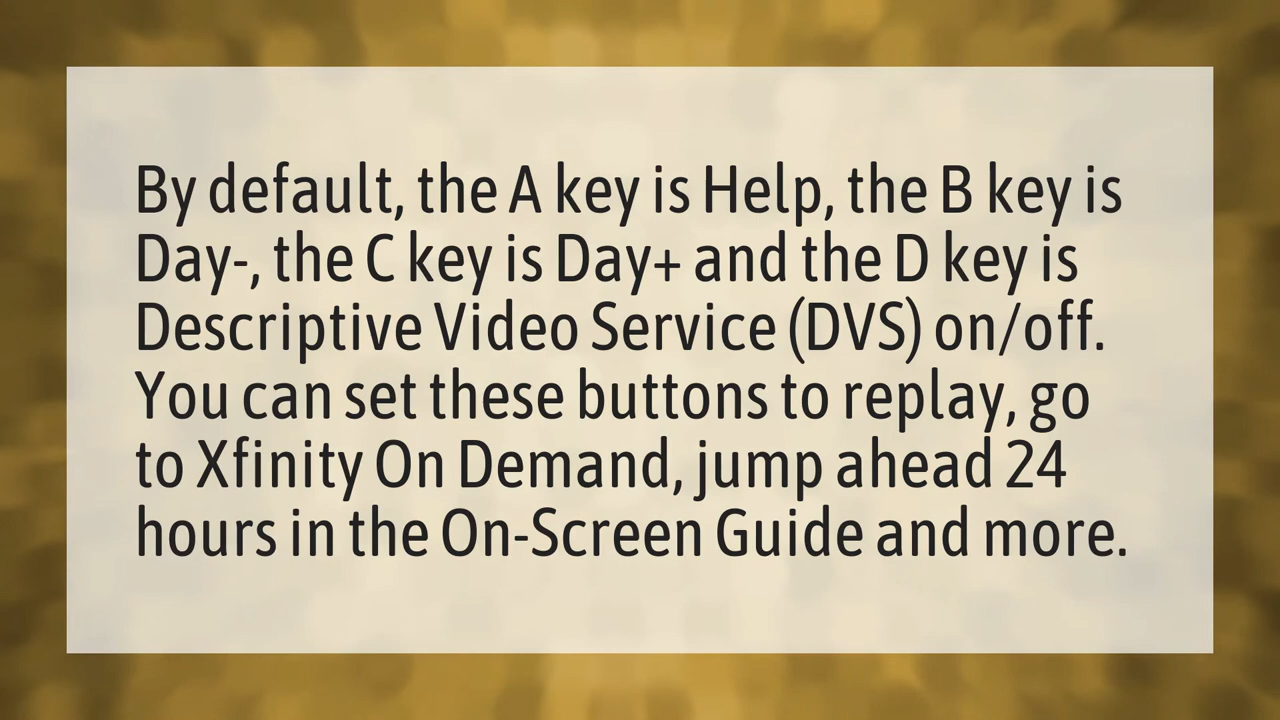 By default, the A key is Help, the B key is
Day-, the C key is Day+ and the D key is
Descriptive Video Service (DVS) on/off.
You can set these buttons to replay, go
to Xfinity On Demand, jump ahead 24
hours in the On-Screen Guide and more.